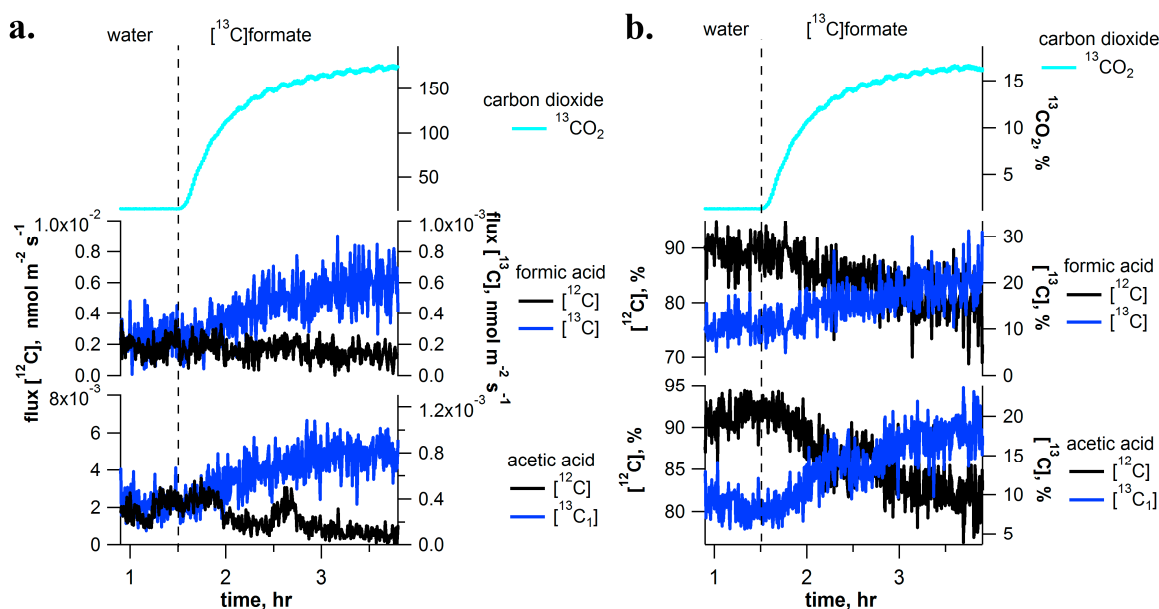 a.
water
[¹³C]formate
150
100
50
carbon dioxide
¹³CO₂
flux [¹²C], nmol m⁻² s⁻¹
1.0x10⁻²
0.8
0.6
0.4
0.2
0.0
1.0x10⁻³
0.8
0.6
0.4
0.2
0.0
flux [¹³C], nmol m⁻² s⁻¹
formic acid
[¹²C]
[¹³C]
8x10⁻³
6
4
2
0
1.2x10⁻³
0.8
0.4
0.0
acetic acid
[¹²C]
[¹³C₁]
1
2
3
time, hr
b.
water
[¹³C]formate
15
10
5
¹³CO₂, %
carbon dioxide
¹³CO₂
[¹²C], %
90
80
70
30
20
10
0
[¹³C], %
formic acid
[¹²C]
[¹³C]
[¹²C], %
95
90
85
80
20
15
10
5
[¹³C], %
acetic acid
[¹²C]
[¹³C₁]
1
2
3
time, hr